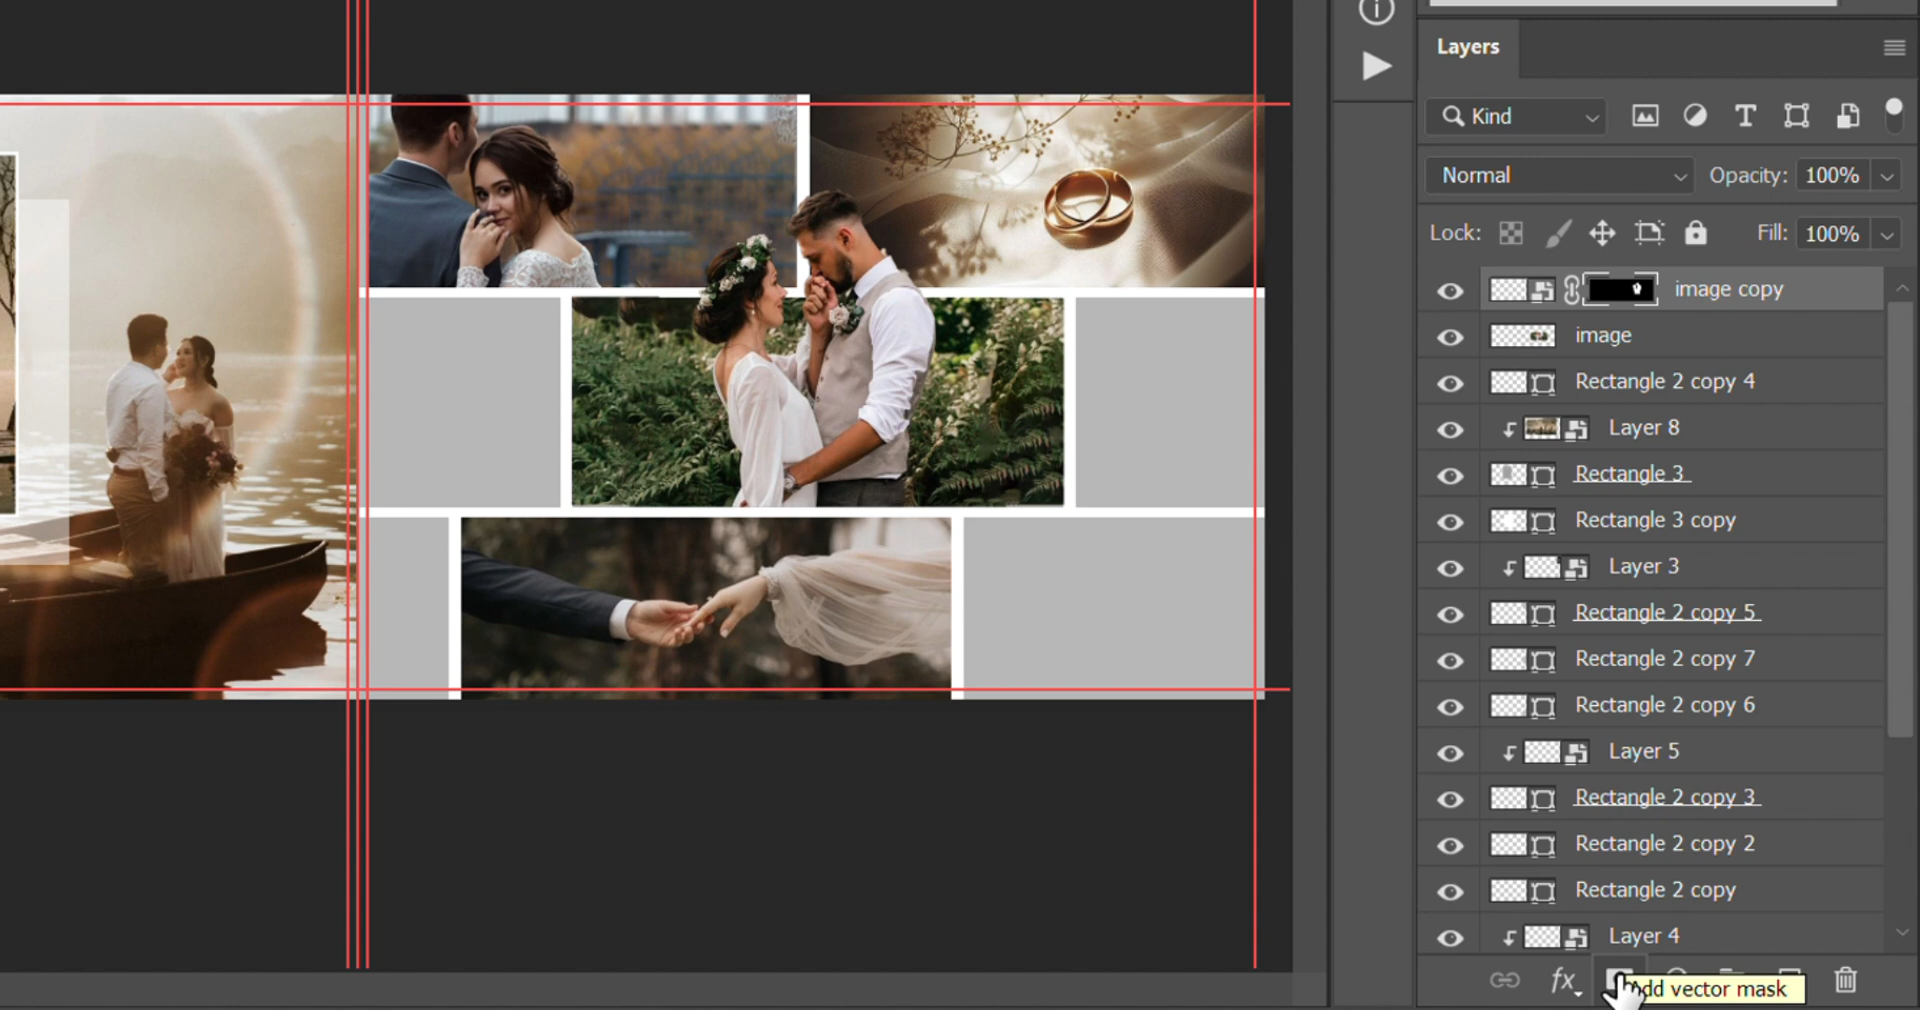 Layers
Kind
Normal
Opacity: 100%
Lock:
Fill: 100%
image copy
image
Rectangle 2 copy 4
Layer 8
Rectangle 3
Rectangle 3 copy
Layer 3
Rectangle 2 copy 5
Rectangle 2 copy 7
Rectangle 2 copy 6
Layer 5
Rectangle 2 copy 3
Rectangle 2 copy 2
Rectangle 2 copy
Layer 4
fx
Add vector mask